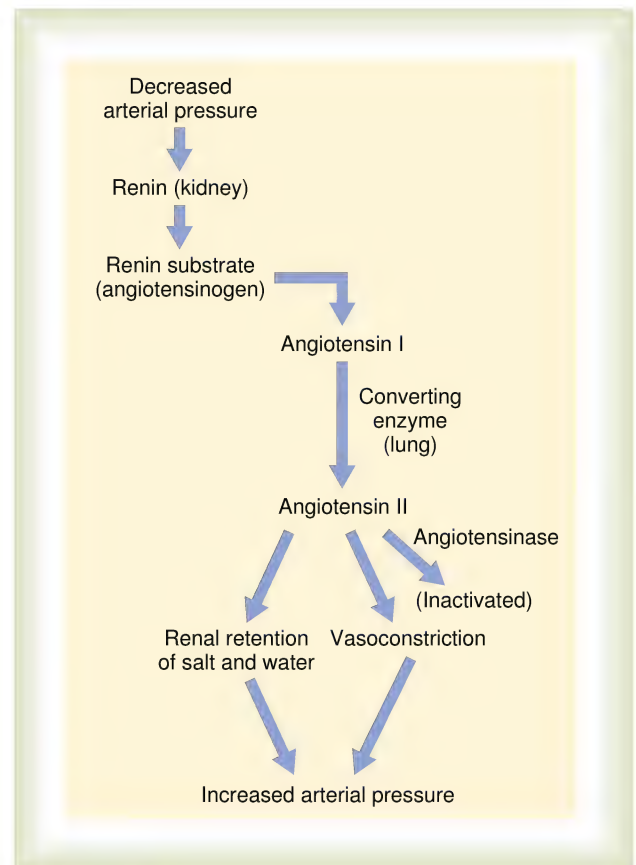 Decreased
arterial pressure
Renin (kidney)
Renin substrate
(angiotensinogen)
Angiotensin I
Converting
enzyme
(lung)
Angiotensin II
Angiotensinase
(Inactivated)
Renal retention
of salt and water
Vasoconstriction
Increased arterial pressure